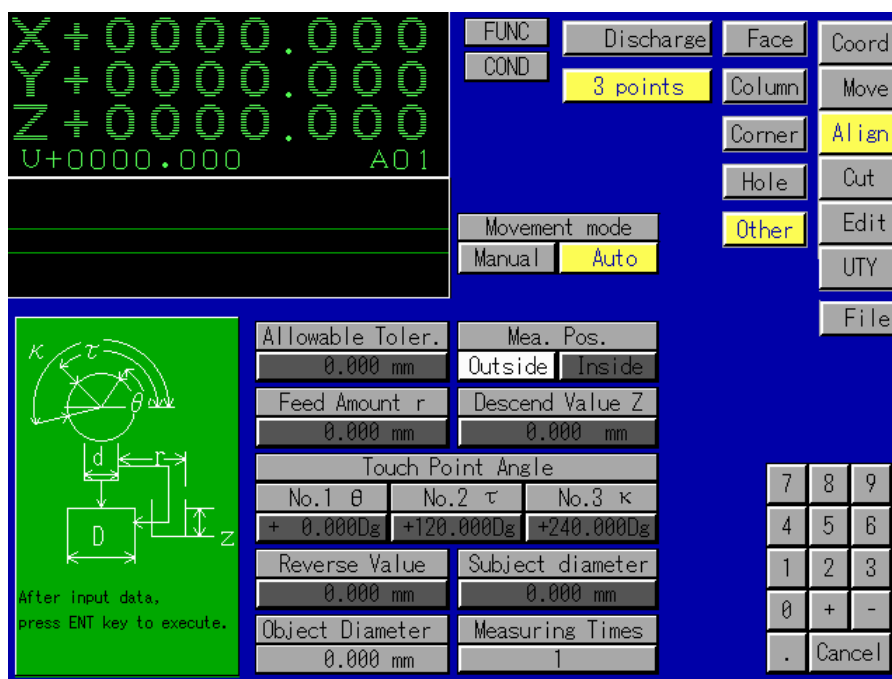 X+0000.000
Y+0000.000
Z+0000.000
U+0000.000 A01
FUNC
COND
Discharge
3 points
Face
Column
Corner
Hole
Other
Coord
Move
Align
Cut
Edit
UTY
File
Movement mode
Manual Auto
κ τ θ
d r
D Z
After input data,
press ENT key to execute.
Allowable Toler.
0.000 mm
Mea. Pos.
Outside Inside
Feed Amount r
0.000 mm
Descend Value Z
0.000 mm
Touch Point Angle
No.1 θ No.2 τ No.3 κ
+ 0.000Dg +120.000Dg +240.000Dg
Reverse Value
0.000 mm
Subject diameter
0.000 mm
Object Diameter
0.000 mm
Measuring Times
1
7 8 9
4 5 6
1 2 3
0 + -
. Cancel